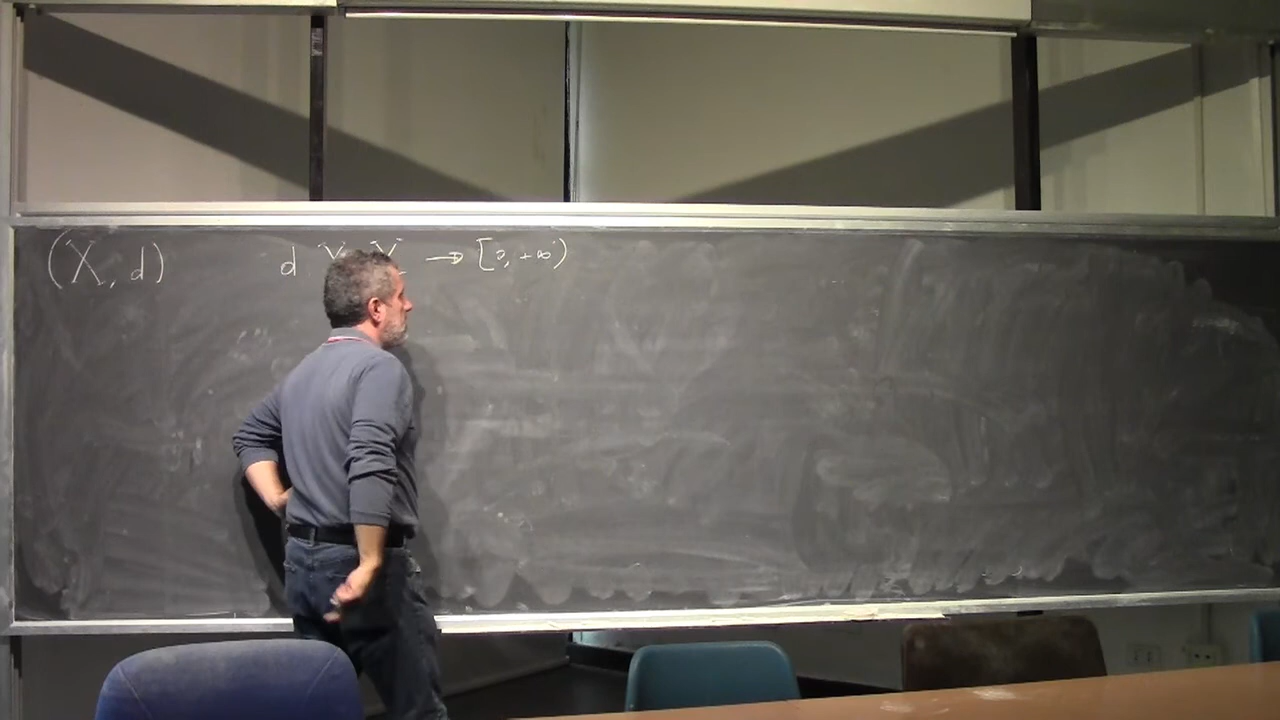 (X, d) d X × X → [0, +∞)